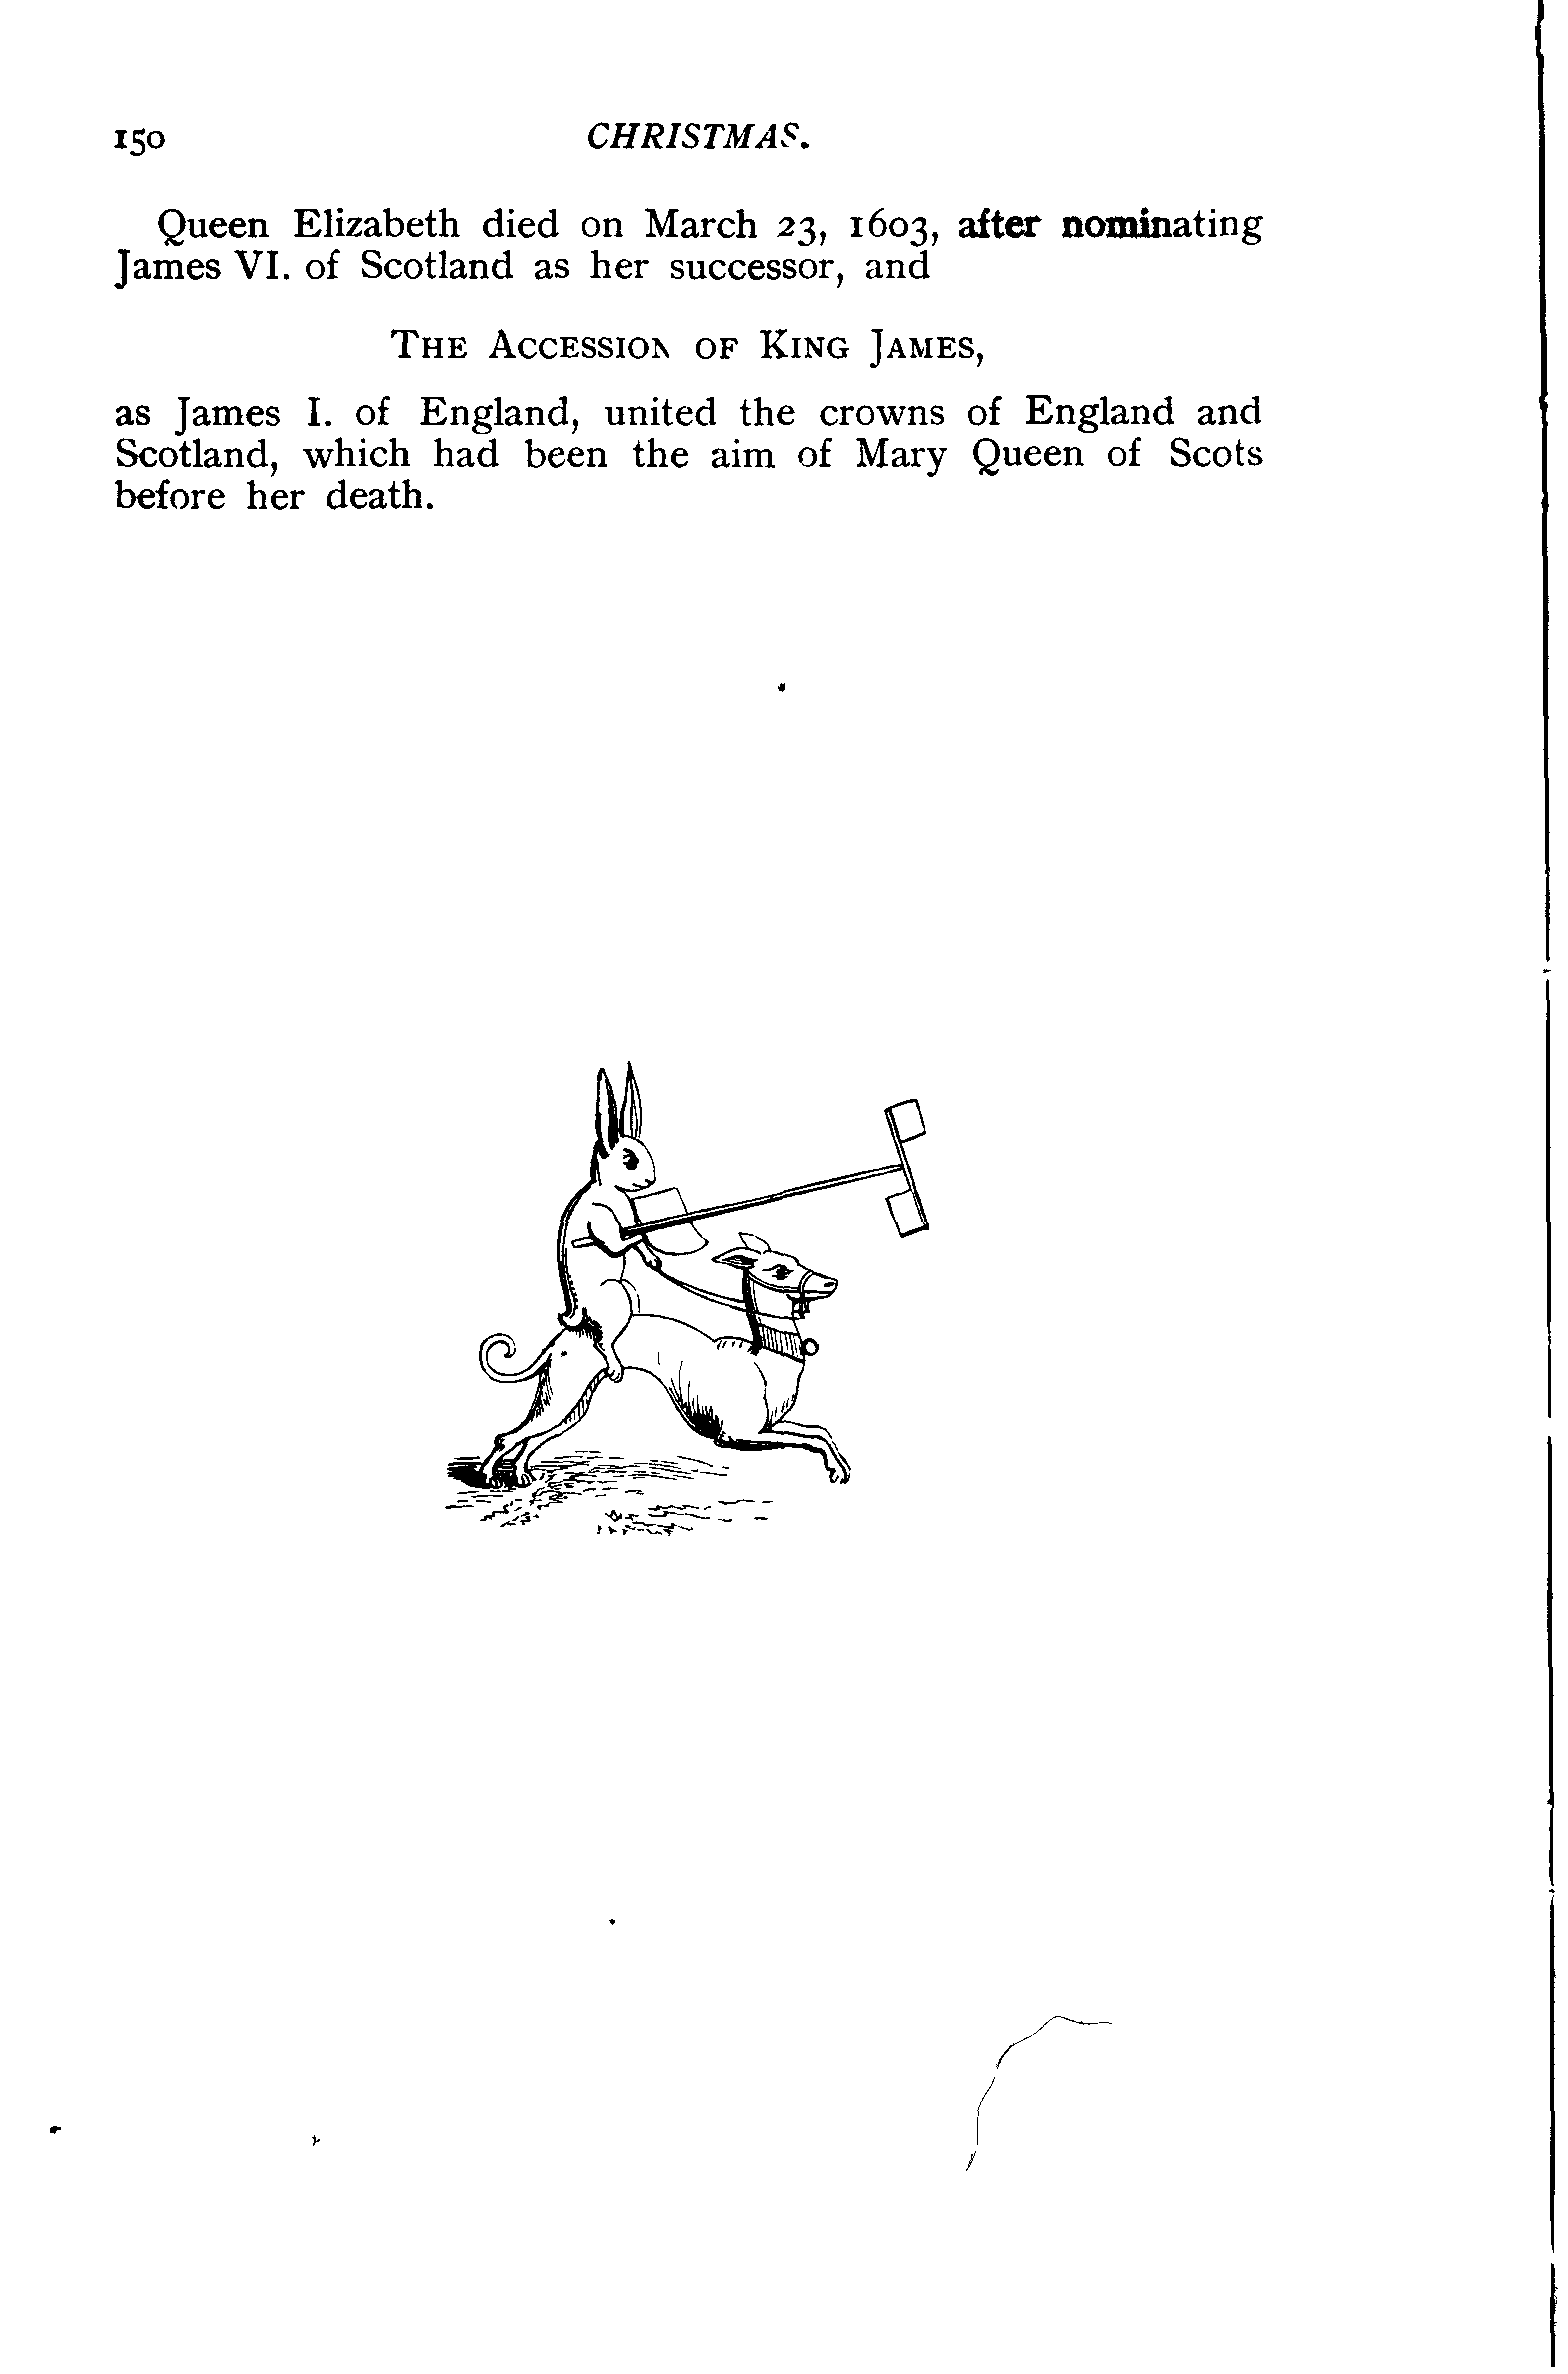 150
CHRISTMAS.
Queen Elizabeth died on March 23, 1603, after nominating
James VI. of Scotland as her successor, and
THE ACCESSION OF KING JAMES,
as James I. of England, united the crowns of England and
Scotland, which had been the aim of Mary Queen of Scots
before her death.